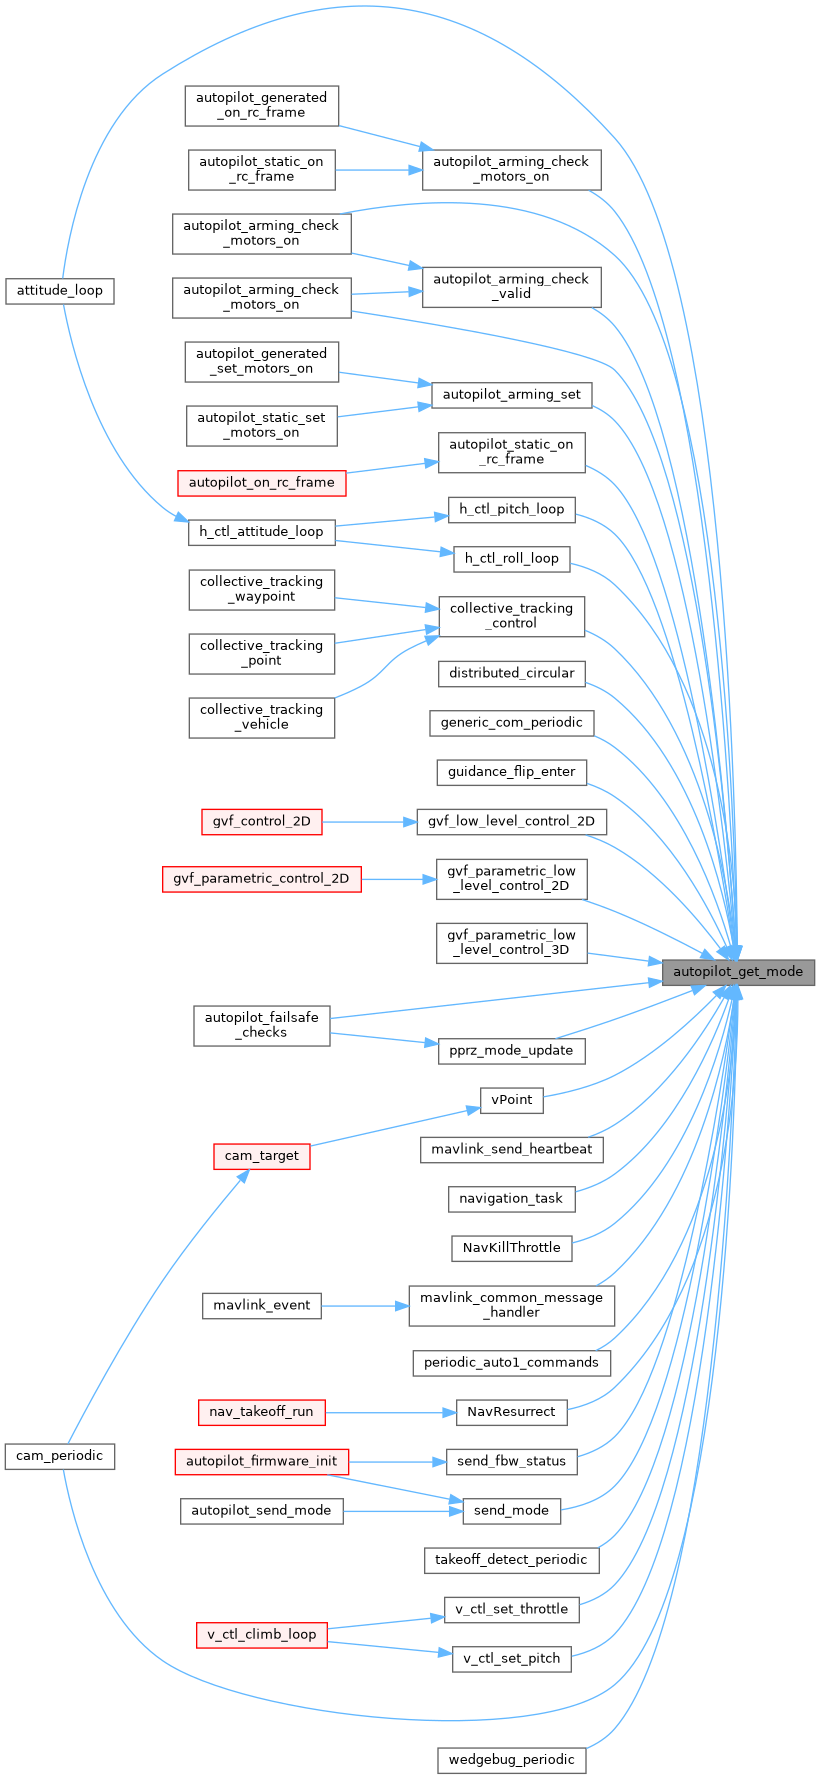 autopilot_generated
_on_rc_frame
autopilot_static_on
_rc_frame
autopilot_arming_check
_motors_on
autopilot_arming_check
_motors_on
attitude_loop
autopilot_arming_check
_motors_on
autopilot_arming_check
_valid
autopilot_generated
_set_motors_on
autopilot_static_set
_motors_on
autopilot_arming_set
autopilot_static_on
_rc_frame
autopilot_on_rc_frame
h_ctl_pitch_loop
h_ctl_attitude_loop
h_ctl_roll_loop
collective_tracking
_waypoint
collective_tracking
_control
collective_tracking
_point
collective_tracking
_vehicle
distributed_circular
generic_com_periodic
guidance_flip_enter
gvf_control_2D
gvf_low_level_control_2D
gvf_parametric_control_2D
gvf_parametric_low
_level_control_2D
gvf_parametric_low
_level_control_3D
autopilot_get_mode
autopilot_failsafe
_checks
pprz_mode_update
vPoint
cam_target
mavlink_send_heartbeat
navigation_task
NavKillThrottle
mavlink_event
mavlink_common_message
_handler
periodic_auto1_commands
nav_takeoff_run
NavResurrect
cam_periodic
autopilot_firmware_init
send_fbw_status
autopilot_send_mode
send_mode
takeoff_detect_periodic
v_ctl_set_throttle
v_ctl_climb_loop
v_ctl_set_pitch
wedgebug_periodic